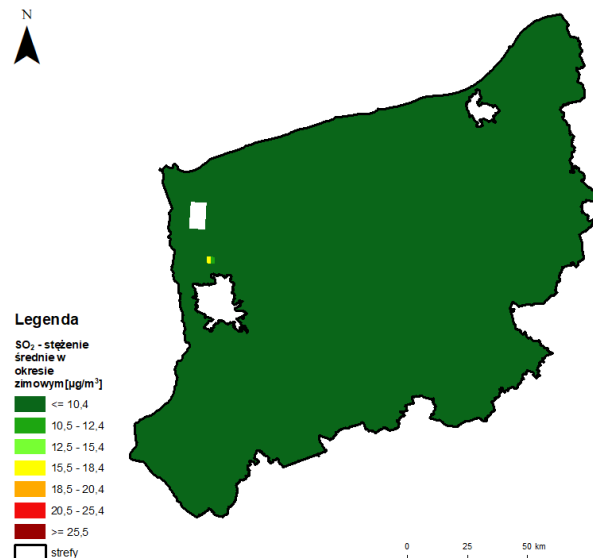 N
Legenda
SO₂ - stężenie
średnie w
okresie
zimowym[µg/m³]
<= 10,4
10,5 - 12,4
12,5 - 15,4
15,5 - 18,4
18,5 - 20,4
20,5 - 25,4
>= 25,5
strefy
0 25 50 km